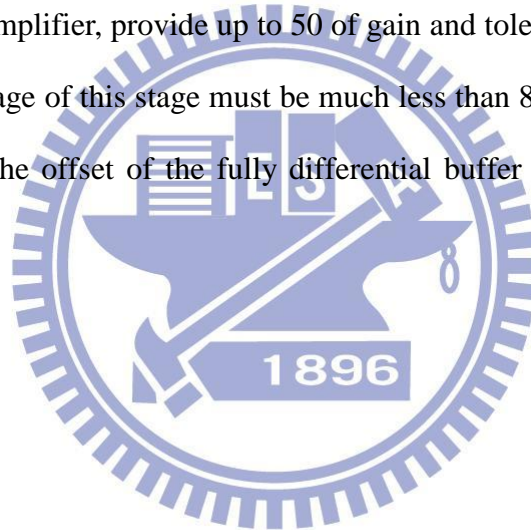 mplifier, provide up to 50 of gain and tole
age of this stage must be much less than 8
he offset of the fully differential buffer
E S A
1896